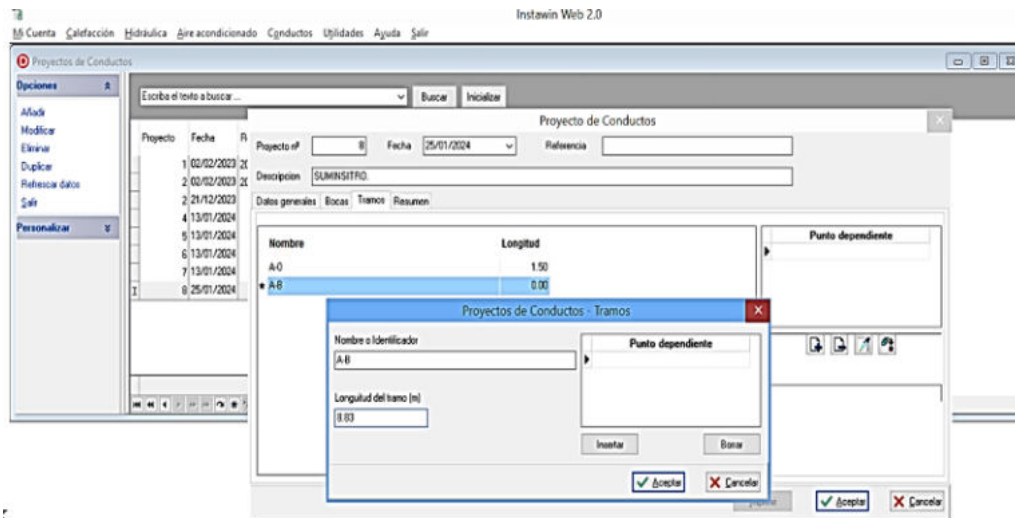 Instawin Web 2.0
Mi Cuenta Calefacción Hidráulica Aire acondicionado Conductos Utilidades Ayuda Salir
Proyectos de Conductos
Opciones
Añadir
Modificar
Eliminar
Duplicar
Refrescar datos
Salir
Personalizar
Escriba el texto a buscar ...
Buscar
Inicializar
Proyecto Fecha R
1 02/02/2023 20
2 02/02/2023 20
2 21/12/2023
4 13/01/2024
5 13/01/2024
6 13/01/2024
7 13/01/2024
8 25/01/2024
Proyecto de Conductos
Proyecto nº 8 Fecha 25/01/2024 Referencia
Descripcion SUMINSITRO.
Datos generales Bocas Tramos Resumen
Nombre Longitud
A-0 1.50
A-B 0.00
Punto dependiente
Proyectos de Conductos - Tramos
Nombre o Identificador
A-B
Longuitud del tramo (m)
8.83
Punto dependiente
Insertar
Borrar
Aceptar
Cancelar
Aceptar
Cancelar